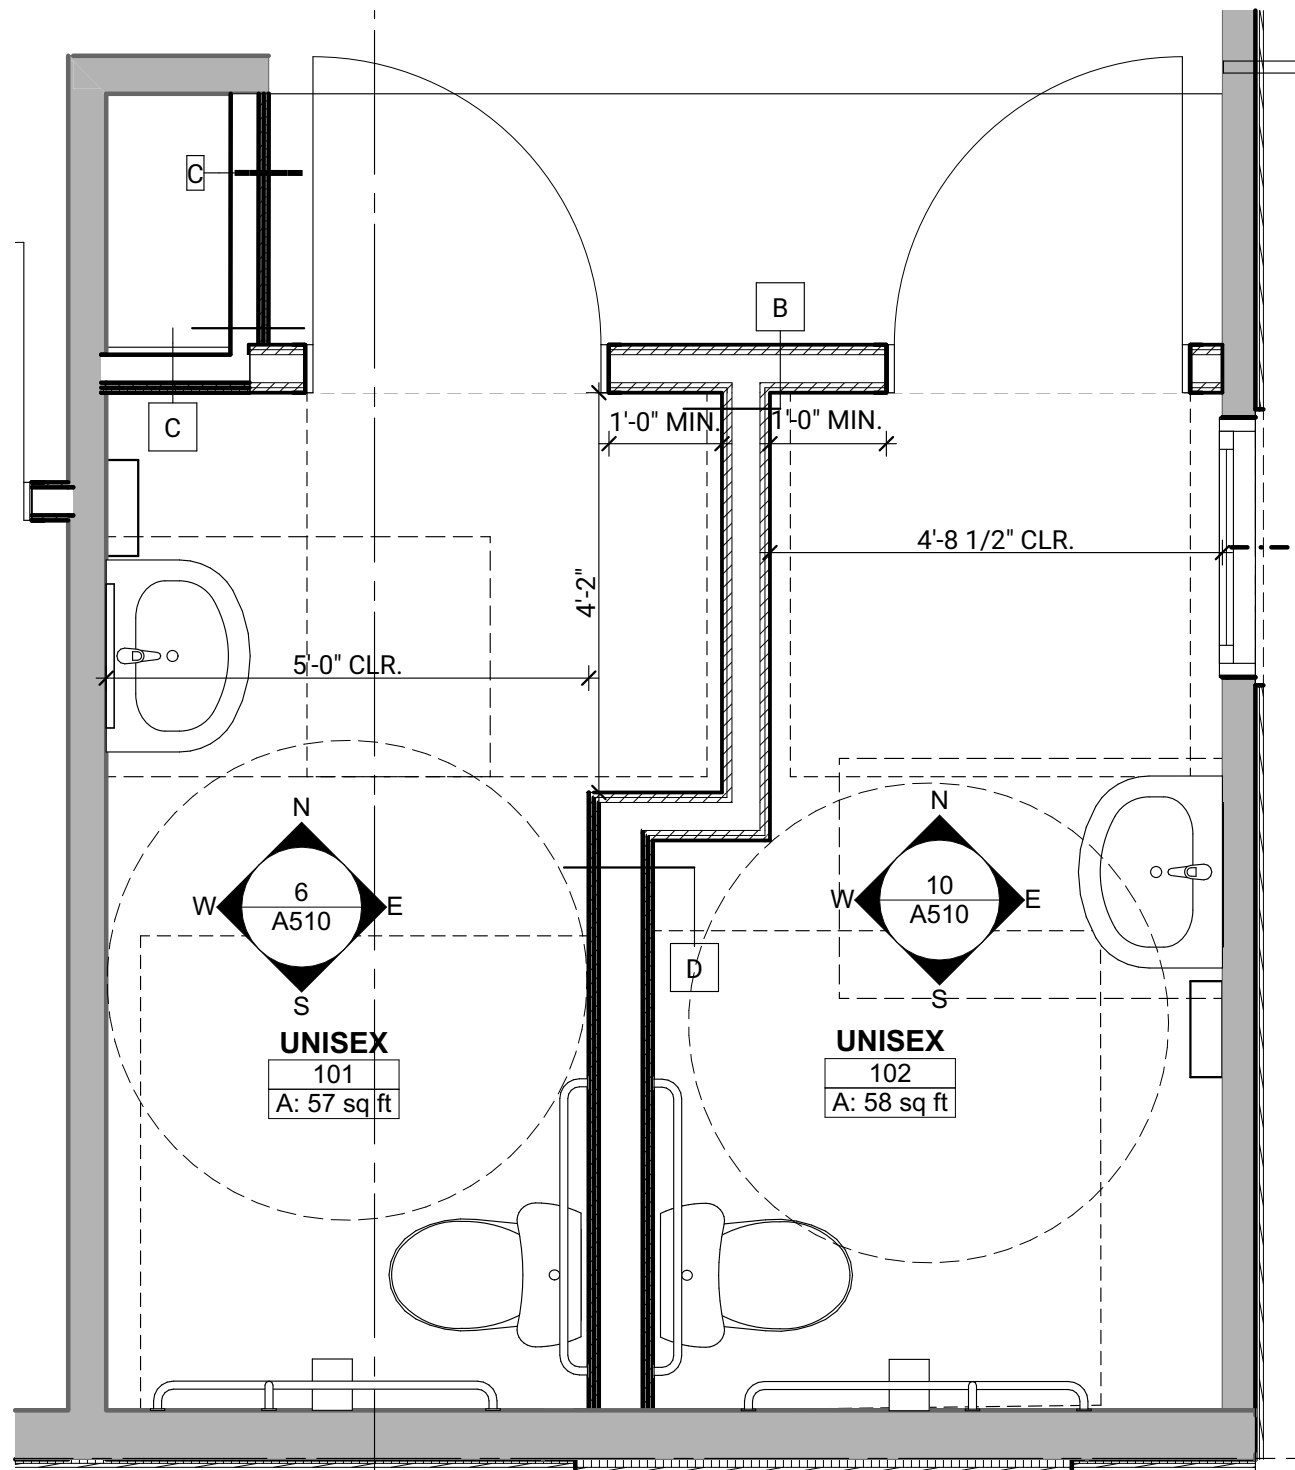 C
B
C
1'-0" MIN.
1'-0" MIN.
4'-8 1/2" CLR.
4'-2"
5'-0" CLR.
N
W
6
A510
E
S
N
W
10
A510
E
S
D
UNISEX
101
A: 57 sq ft
UNISEX
102
A: 58 sq ft